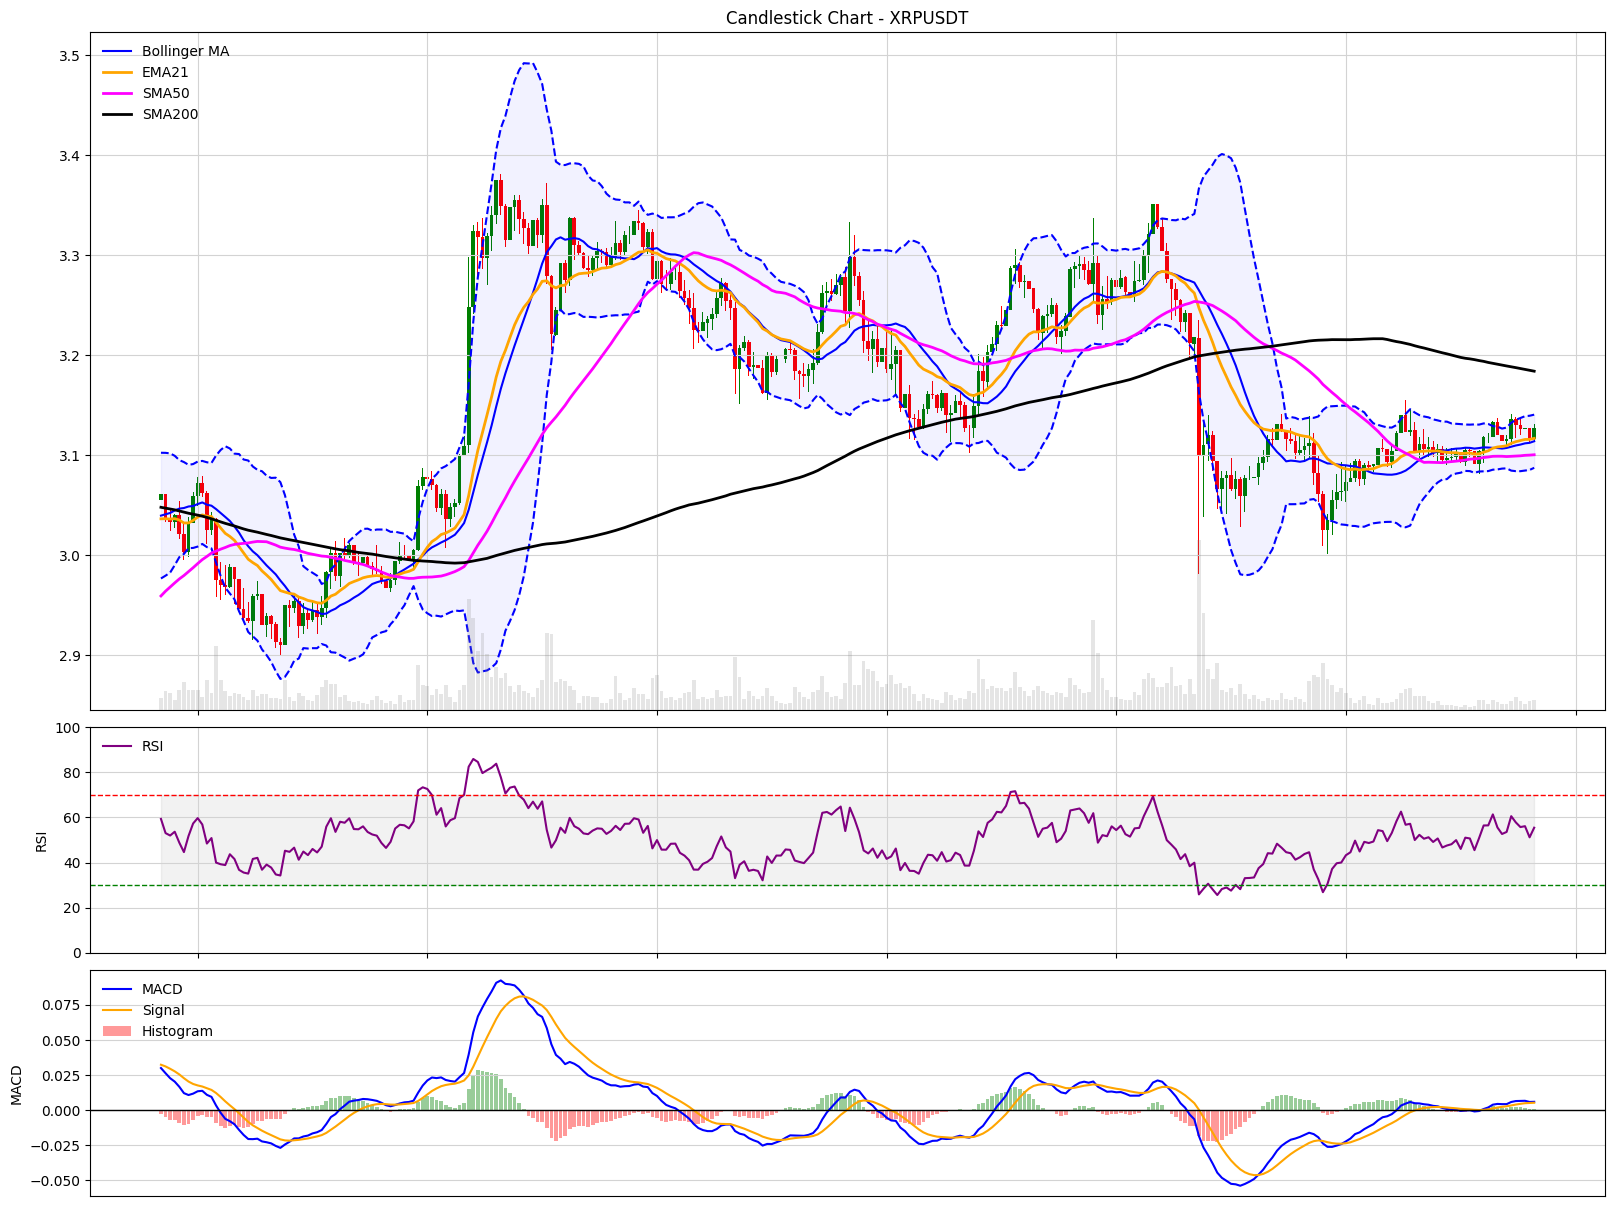 Candlestick Chart - XRPUSDT
Bollinger MA
EMA21
SMA50
SMA200
3.5
3.4
3.3
3.2
3.1
3.0
2.9
RSI
100
80
60
40
20
0
RSI
MACD
Signal
Histogram
0.075
0.050
0.025
0.000
−0.025
−0.050
MACD